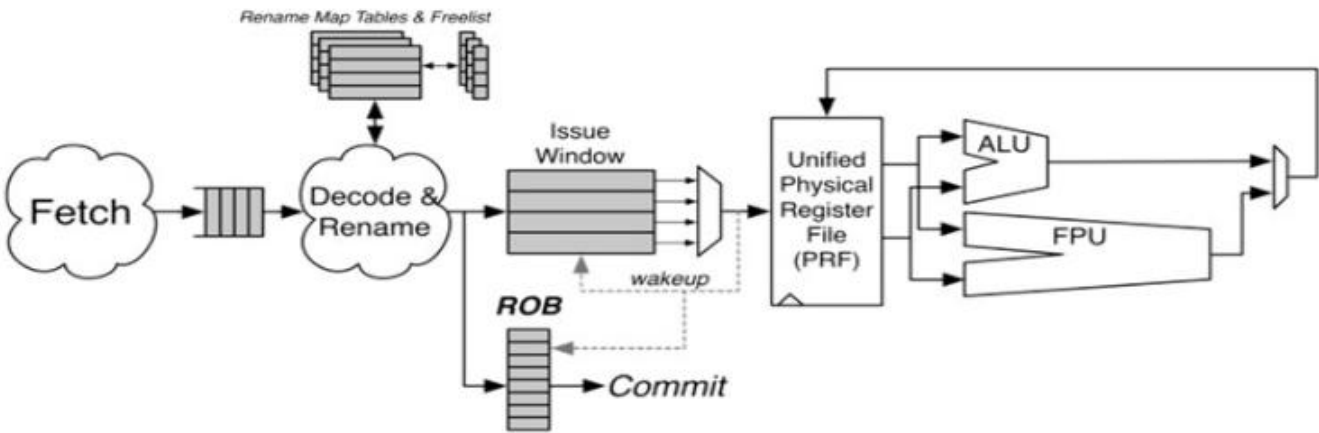 Rename Map Tables & Freelist
Fetch
Decode &
Rename
Issue
Window
wakeup
ROB
Commit
Unified
Physical
Register
File
(PRF)
ALU
FPU